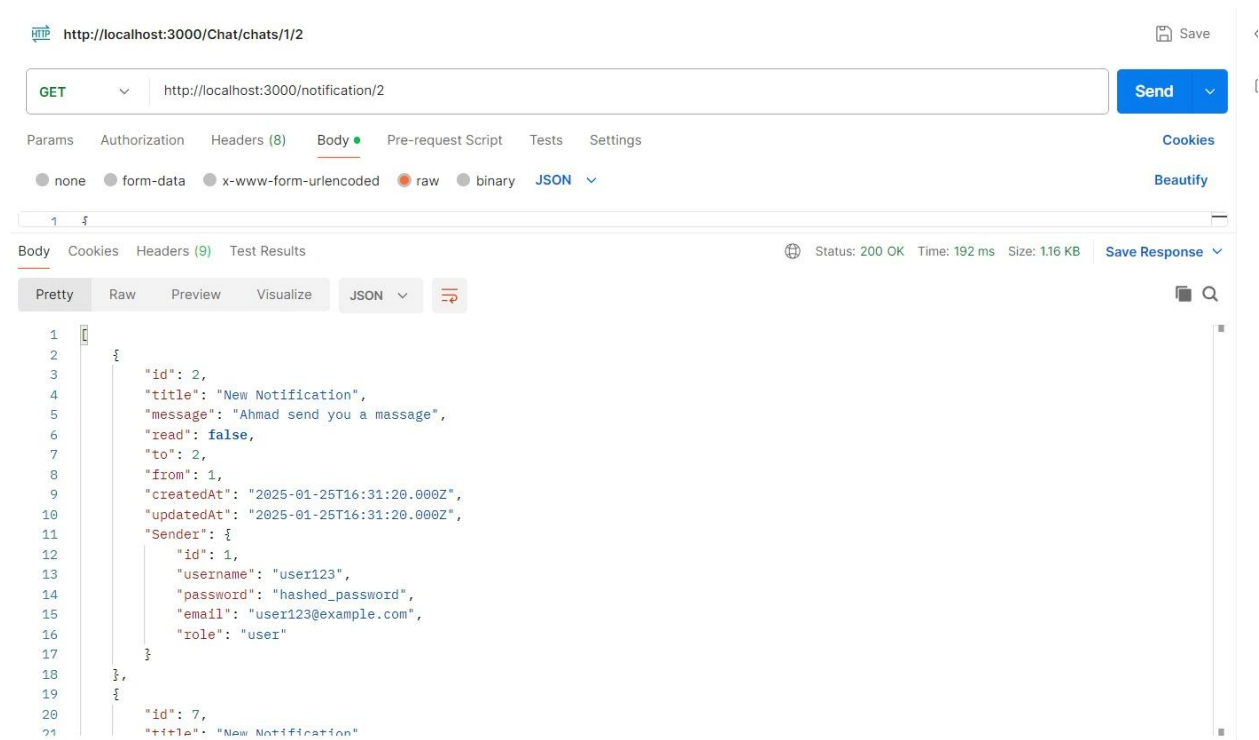 HTTP http://localhost:3000/Chat/chats/1/2 Save
GET http://localhost:3000/notification/2 Send
Params Authorization Headers (8) Body Pre-request Script Tests Settings Cookies
none form-data x-www-form-urlencoded raw binary JSON Beautify
1 {
Body Cookies Headers (9) Test Results Status: 200 OK Time: 192 ms Size: 1.16 KB Save Response
Pretty Raw Preview Visualize JSON
1 [
2 {
3 "id": 2,
4 "title": "New Notification",
5 "message": "Ahmad send you a massage",
6 "read": false,
7 "to": 2,
8 "from": 1,
9 "createdAt": "2025-01-25T16:31:20.000Z",
10 "updatedAt": "2025-01-25T16:31:20.000Z",
11 "Sender": {
12 "id": 1,
13 "username": "user123",
14 "password": "hashed_password",
15 "email": "user123@example.com",
16 "role": "user"
17 }
18 },
19 {
20 "id": 7,
21 "title": "New Notification"